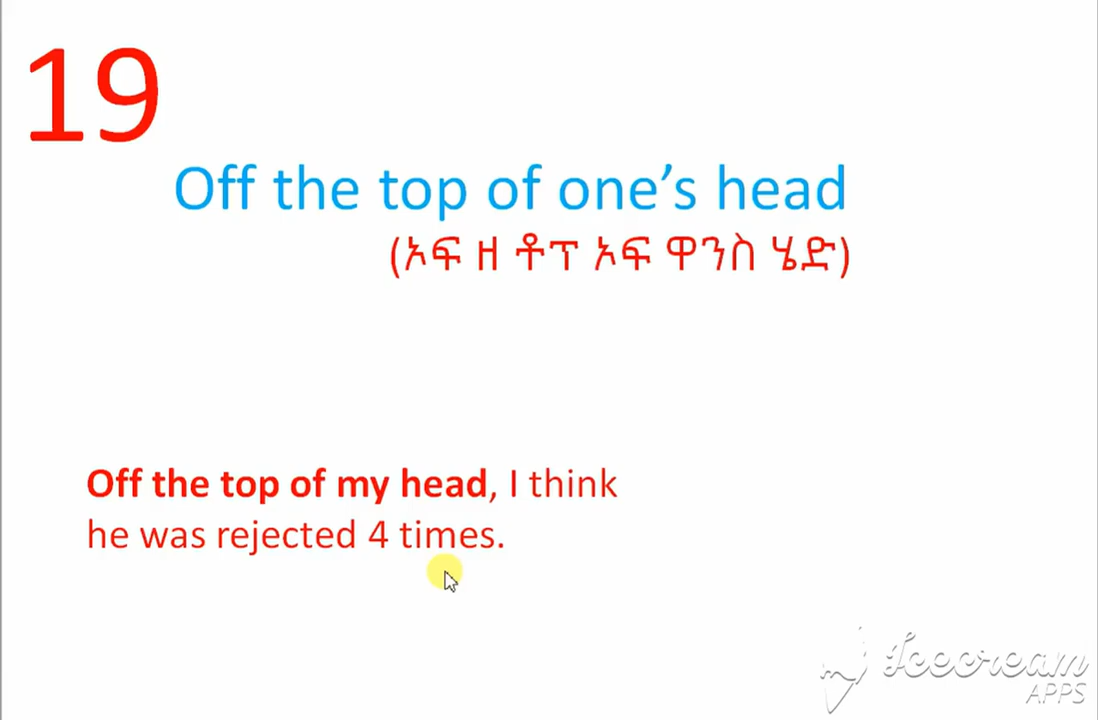 19
Off the top of one’s head
(ኦፍ ዘ ቶፕ ኦፍ ዋንስ ሄድ)
Off the top of my head, I think
he was rejected 4 times.
Icecream
APPS